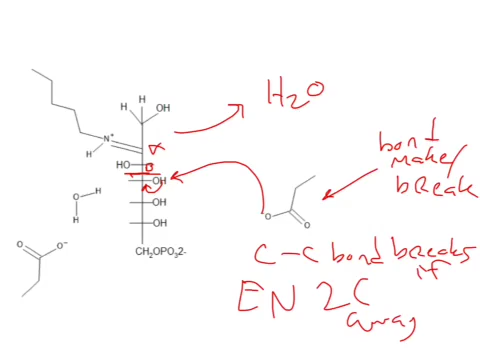 H2O
H H OH
N+
H
α
HO B
OH
OH
OH
CH2OPO3 2-
O H
H
O O-
O O
bond
make/
break
C-C bond breaks
if
EN 2C
away